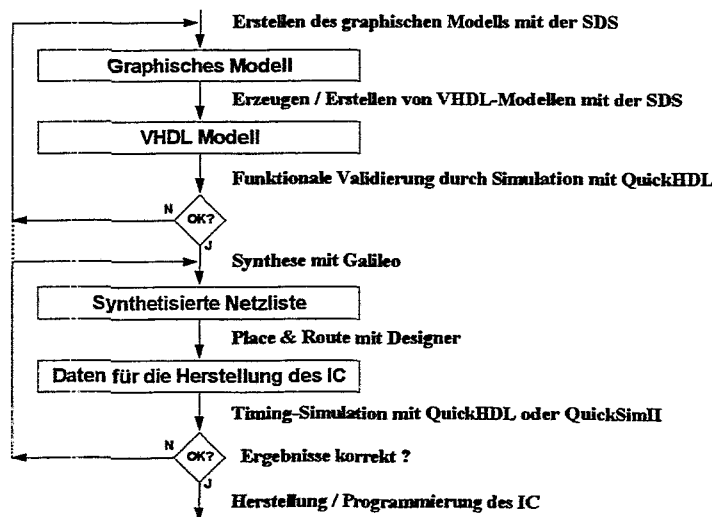 Erstellen des graphischen Modells mit der SDS
Graphisches Modell
Erzeugen / Erstellen von VHDL-Modellen mit der SDS
VHDL Modell
Funktionale Validierung durch Simulation mit QuickHDL
N
OK?
J
Synthese mit Galileo
Synthetisierte Netzliste
Place & Route mit Designer
Daten für die Herstellung des IC
Timing-Simulation mit QuickHDL oder QuickSimII
N
OK?
Ergebnisse korrekt ?
J
Herstellung / Programmierung des IC